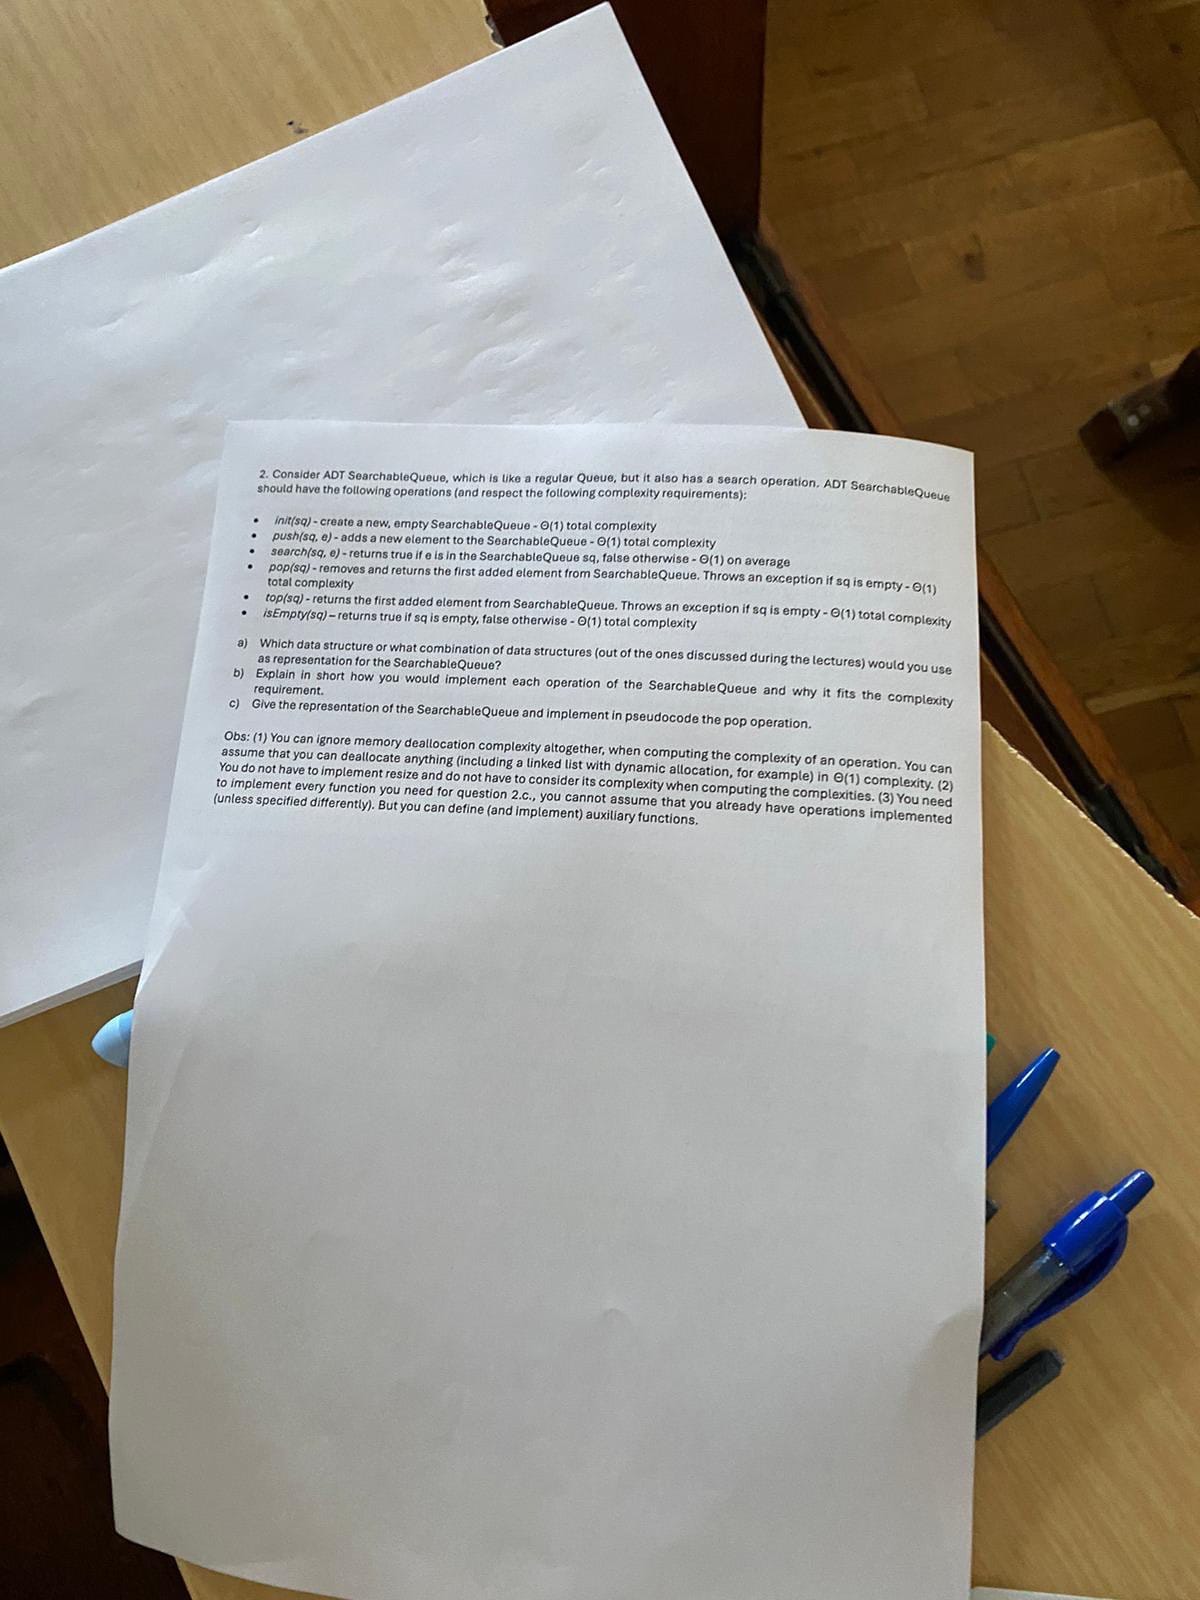 2. Consider ADT SearchableQueue, which is like a regular Queue, but it also has a search operation. ADT SearchableQueue
should have the following operations (and respect the following complexity requirements):
• init(sq) - create a new, empty SearchableQueue - Θ(1) total complexity
• push(sq, e) - adds a new element to the SearchableQueue - Θ(1) total complexity
• search(sq, e) - returns true if e is in the SearchableQueue sq, false otherwise - Θ(1) on average
• pop(sq) - removes and returns the first added element from SearchableQueue. Throws an exception if sq is empty - Θ(1)
total complexity
• top(sq) - returns the first added element from SearchableQueue. Throws an exception if sq is empty - Θ(1) total complexity
• isEmpty(sq) – returns true if sq is empty, false otherwise - Θ(1) total complexity
a) Which data structure or what combination of data structures (out of the ones discussed during the lectures) would you use
as representation for the SearchableQueue?
b) Explain in short how you would implement each operation of the SearchableQueue and why it fits the complexity
requirement.
c) Give the representation of the SearchableQueue and implement in pseudocode the pop operation.
Obs: (1) You can ignore memory deallocation complexity altogether, when computing the complexity of an operation. You can
assume that you can deallocate anything (including a linked list with dynamic allocation, for example) in Θ(1) complexity. (2)
You do not have to implement resize and do not have to consider its complexity when computing the complexities. (3) You need
to implement every function you need for question 2.c., you cannot assume that you already have operations implemented
(unless specified differently). But you can define (and implement) auxiliary functions.